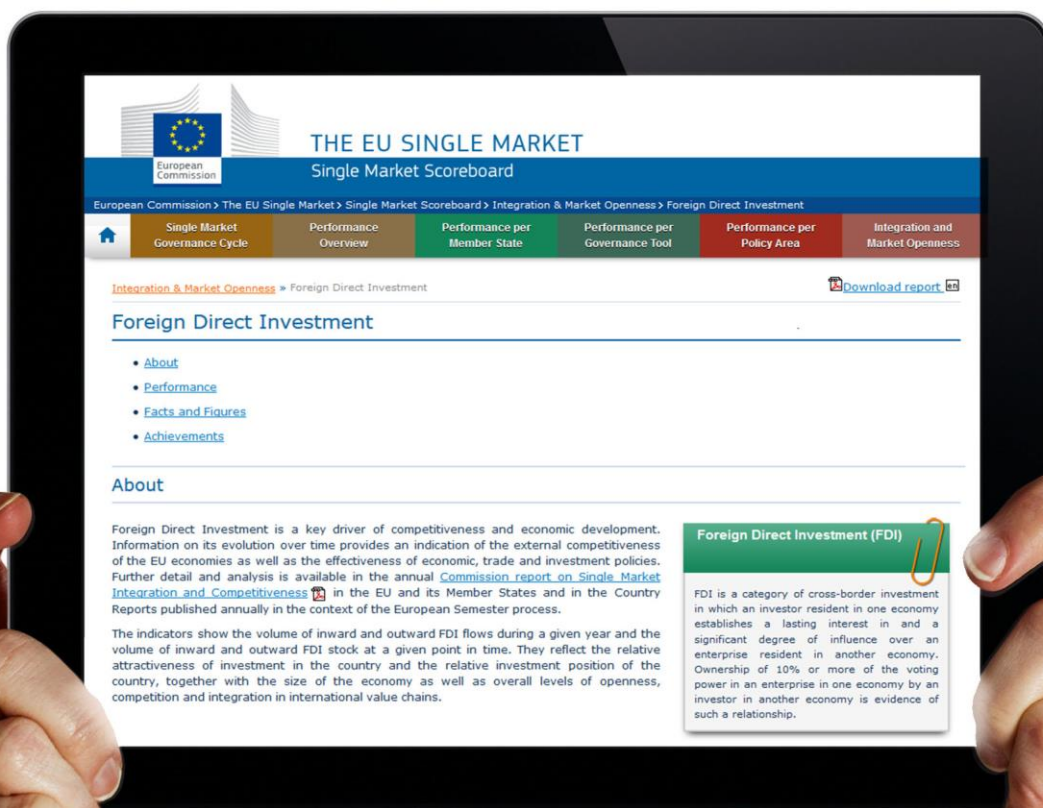 European
Commission
THE EU SINGLE MARKET
Single Market Scoreboard
European Commission > The EU Single Market > Single Market Scoreboard > Integration & Market Openness > Foreign Direct Investment
Single Market
Governance Cycle
Performance
Overview
Performance per
Member State
Performance per
Governance Tool
Performance per
Policy Area
Integration and
Market Openness
Integration & Market Openness » Foreign Direct Investment
Download report en
Foreign Direct Investment
• About
• Performance
• Facts and Figures
• Achievements
About
Foreign Direct Investment is a key driver of competitiveness and economic development.
Information on its evolution over time provides an indication of the external competitiveness
of the EU economies as well as the effectiveness of economic, trade and investment policies.
Further detail and analysis is available in the annual Commission report on Single Market
Integration and Competitiveness in the EU and its Member States and in the Country
Reports published annually in the context of the European Semester process.
The indicators show the volume of inward and outward FDI flows during a given year and the
volume of inward and outward FDI stock at a given point in time. They reflect the relative
attractiveness of investment in the country and the relative investment position of the
country, together with the size of the economy as well as overall levels of openness,
competition and integration in international value chains.
Foreign Direct Investment (FDI)
FDI is a category of cross-border investment
in which an investor resident in one economy
establishes a lasting interest in and a
significant degree of influence over an
enterprise resident in another economy.
Ownership of 10% or more of the voting
power in an enterprise in one economy by an
investor in another economy is evidence of
such a relationship.